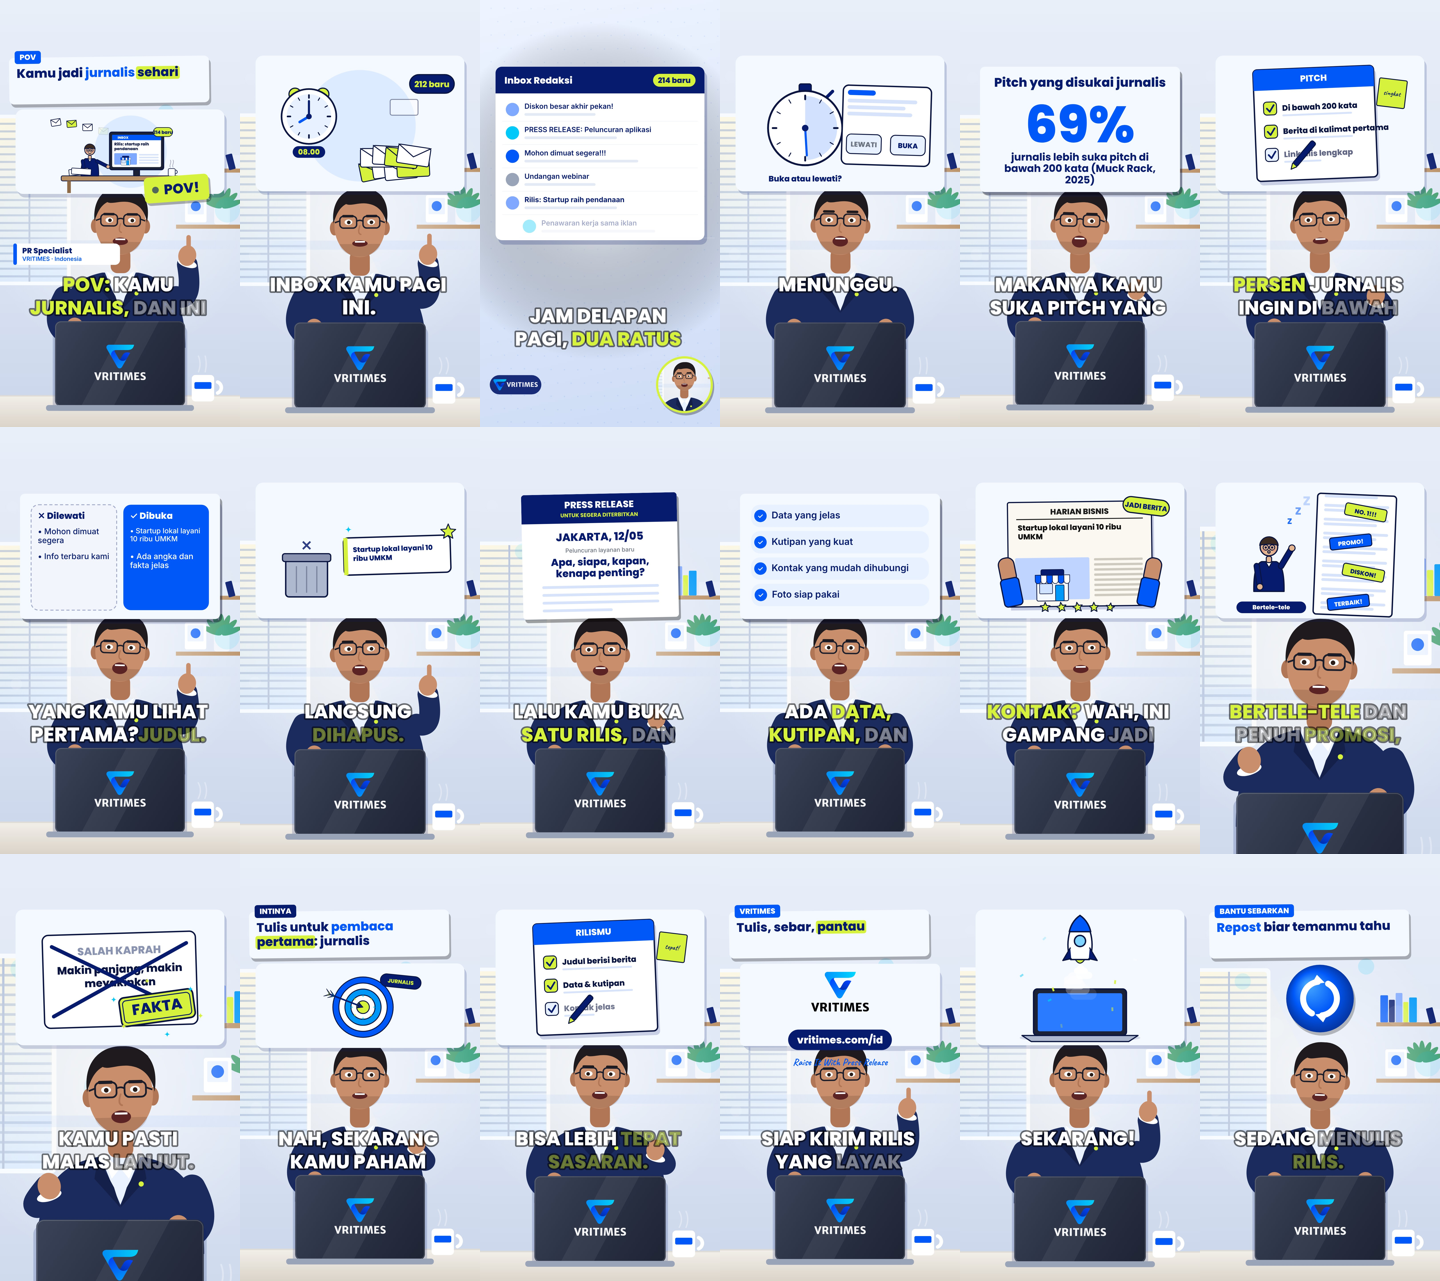 POV
Kamu jadi jurnalis sehari
214 baru
INBOX
Rilis: startup raih pendanaan
POV!
PR Specialist
VRITIMES - Indonesia
POV: KAMU
JURNALIS, DAN INI
VRITIMES
212 baru
08.00
INBOX KAMU PAGI
INI.
VRITIMES
Inbox Redaksi
214 baru
Diskon besar akhir pekan!
PRESS RELEASE: Peluncuran aplikasi
Mohon dimuat segera!!!
Undangan webinar
Rilis: Startup raih pendanaan
Penawaran kerja sama iklan
JAM DELAPAN
PAGI, DUA RATUS
VRITIMES
LEWATI
BUKA
Buka atau lewati?
MENUNGGU.
VRITIMES
Pitch yang disukai jurnalis
69%
jurnalis lebih suka pitch di
bawah 200 kata (Muck Rack,
2025)
MAKANYA KAMU
SUKA PITCH YANG
VRITIMES
PITCH
Di bawah 200 kata
Berita di kalimat pertama
lengkap
singkat
PERSEN JURNALIS
INGIN DI BAWAH
VRITIMES
Dilewati
• Mohon dimuat
segera
• Info terbaru kami
Dibuka
• Startup lokal layani
10 ribu UMKM
• Ada angka dan
fakta jelas
YANG KAMU LIHAT
PERTAMA? JUDUL.
VRITIMES
Startup lokal layani 10
ribu UMKM
LANGSUNG
DIHAPUS.
VRITIMES
PRESS RELEASE
UNTUK SEGERA DITERBITKAN
JAKARTA, 12/05
Peluncuran layanan baru
Apa, siapa, kapan,
kenapa penting?
LALU KAMU BUKA
SATU RILIS, DAN
VRITIMES
Data yang jelas
Kutipan yang kuat
Kontak yang mudah dihubungi
Foto siap pakai
ADA DATA,
KUTIPAN, DAN
VRITIMES
HARIAN BISNIS
JADI BERITA
Startup lokal layani 10 ribu
UMKM
KONTAK? WAH, INI
GAMPANG JADI
VRITIMES
z
z
z
NO. 1!!!
PROMO!
DISKON!
TERBAIK!
Bertele-tele
BERTELE-TELE DAN
PENUH PROMOSI,
SALAH KAPRAH
Makin panjang, makin
meyakinkan
FAKTA
KAMU PASTI
MALAS LANJUT.
INTINYA
Tulis untuk pembaca
pertama: jurnalis
JURNALIS
NAH, SEKARANG
KAMU PAHAM
VRITIMES
RILISMU
Judul berisi berita
Data & kutipan
Kontak jelas
tepat!
BISA LEBIH TEPAT
SASARAN.
VRITIMES
VRITIMES
Tulis, sebar, pantau
VRITIMES
vritimes.com/id
Raise With Press Release
SIAP KIRIM RILIS
YANG LAYAK
VRITIMES
SEKARANG!
VRITIMES
BANTU SEBARKAN
Repost biar temanmu tahu
SEDANG MENULIS
RILIS.
VRITIMES